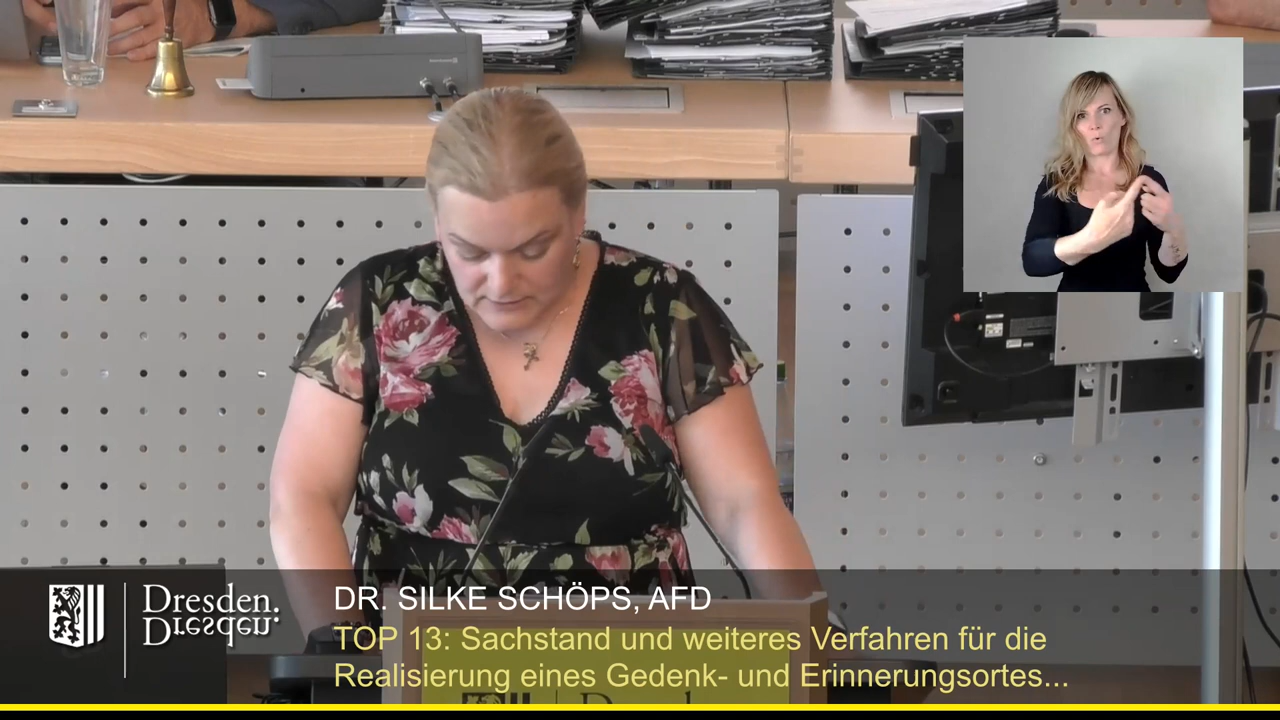 Dresden.
Dresden.
DR. SILKE SCHÖPS, AFD
TOP 13: Sachstand und weiteres Verfahren für die
Realisierung eines Gedenk- und Erinnerungsortes...